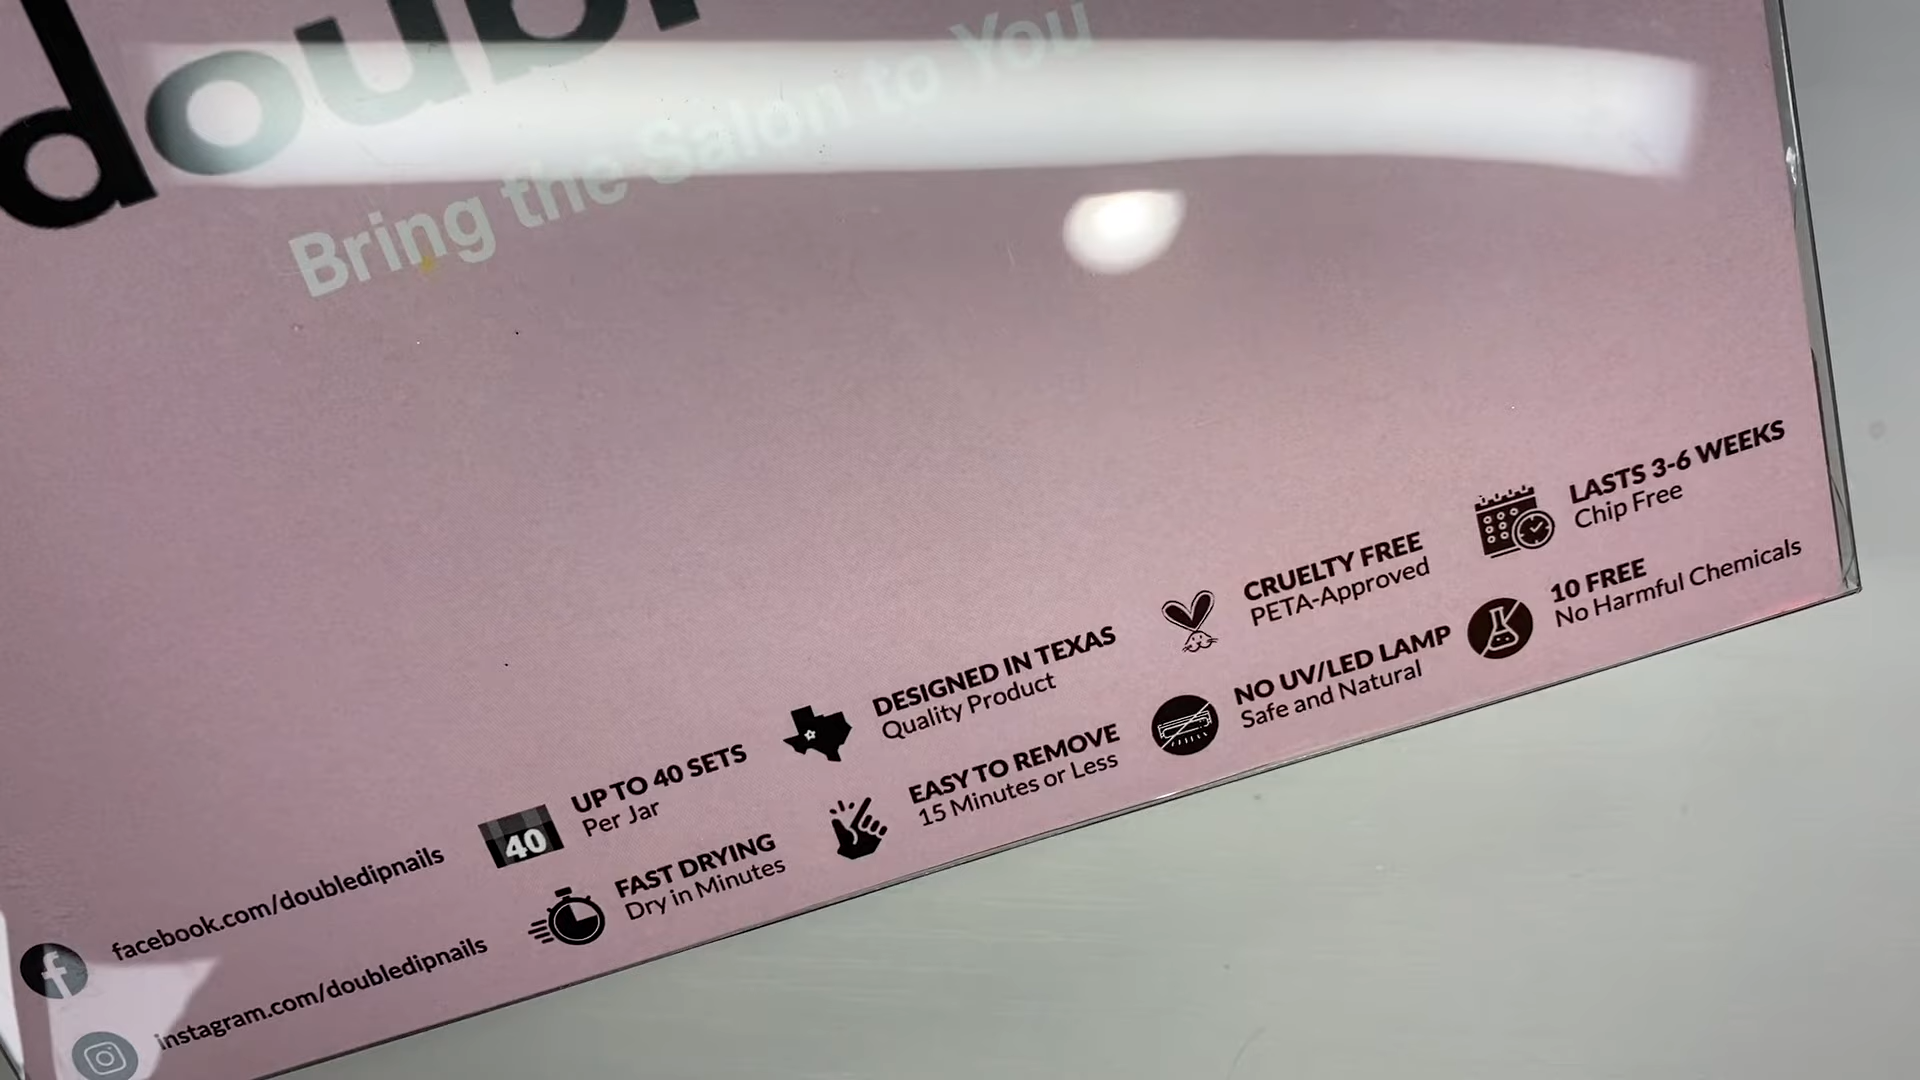 doubl
Bring the Salon to You
facebook.com/doubledipnails
instagram.com/doubledipnails
40
UP TO 40 SETS
Per Jar
FAST DRYING
Dry in Minutes
DESIGNED IN TEXAS
Quality Product
EASY TO REMOVE
15 Minutes or Less
CRUELTY FREE
PETA-Approved
NO UV/LED LAMP
Safe and Natural
LASTS 3-6 WEEKS
Chip Free
10 FREE
No Harmful Chemicals